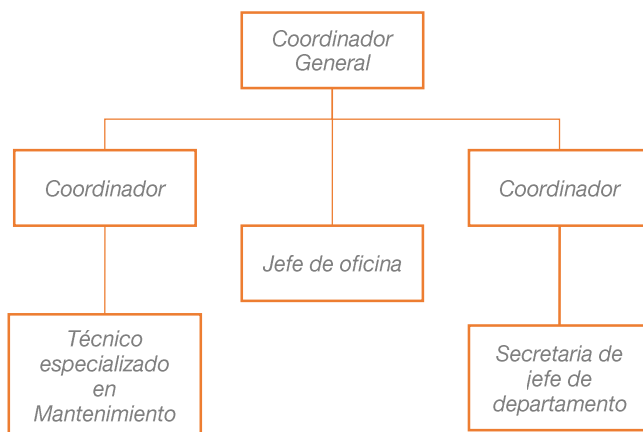 Coordinador
General
Coordinador
Coordinador
Jefe de oficina
Técnico
especializado
en
Mantenimiento
Secretaria de
jefe de
departamento